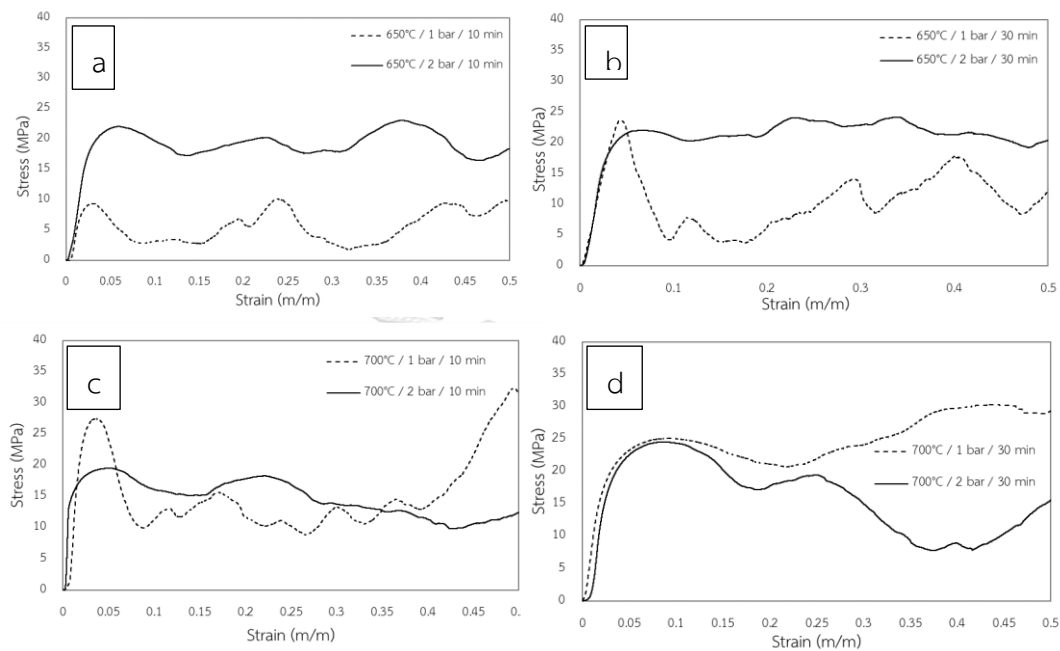 a
650°C / 1 bar / 10 min
650°C / 2 bar / 10 min
Stress (MPa)
40
35
30
25
20
15
10
5
0
0 0.05 0.1 0.15 0.2 0.25 0.3 0.35 0.4 0.45 0.5
Strain (m/m)
b
650°C / 1 bar / 30 min
650°C / 2 bar / 30 min
Stress (MPa)
40
35
30
25
20
15
10
5
0
0 0.1 0.2 0.3 0.4 0.5
Strain (m/m)
c
700°C / 1 bar / 10 min
700°C / 2 bar / 10 min
Stress (MPa)
40
35
30
25
20
15
10
5
0
0 0.05 0.1 0.15 0.2 0.25 0.3 0.35 0.4 0.45 0.
Strain (m/m)
d
700°C / 1 bar / 30 min
700°C / 2 bar / 30 min
Stress (MPa)
40
35
30
25
20
15
10
5
0
0 0.05 0.1 0.15 0.2 0.25 0.3 0.35 0.4 0.45 0.5
Strain (m/m)